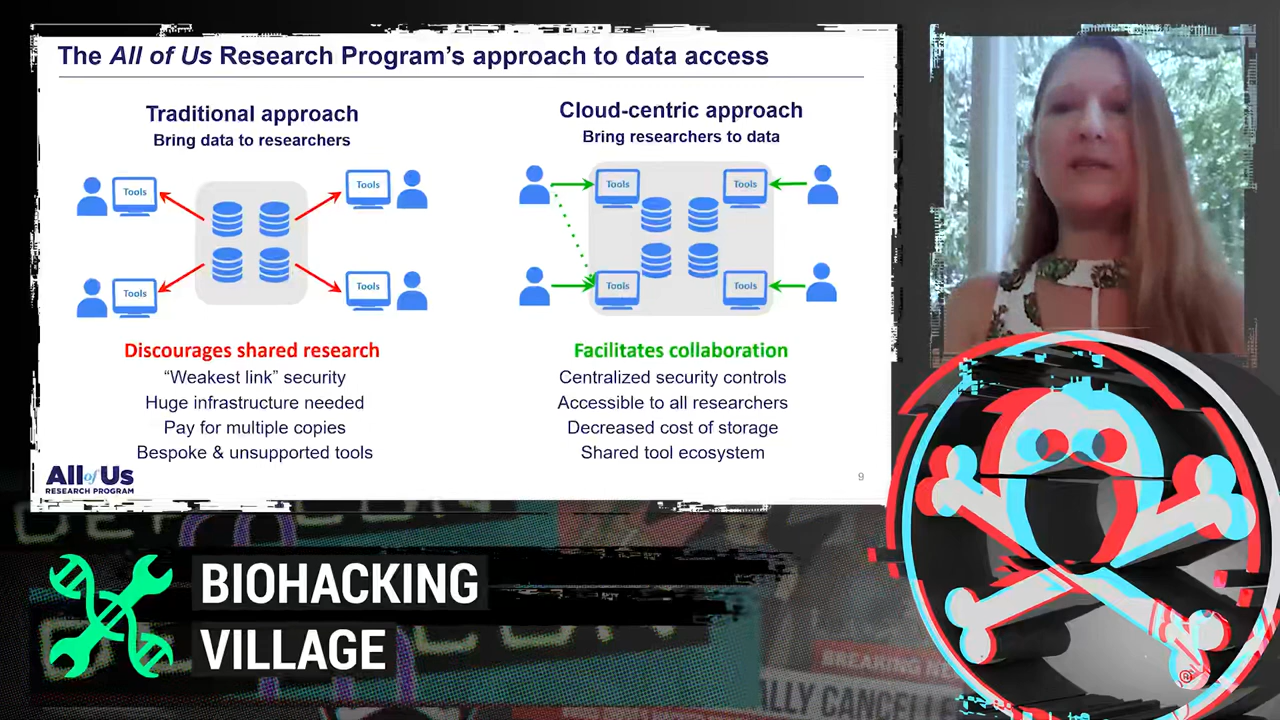 The All of Us Research Program's approach to data access
Traditional approach
Bring data to researchers
Tools
Tools
Tools
Tools
Discourages shared research
“Weakest link” security
Huge infrastructure needed
Pay for multiple copies
Bespoke & unsupported tools
Cloud-centric approach
Bring researchers to data
Tools
Tools
Tools
Tools
Facilitates collaboration
Centralized security controls
Accessible to all researchers
Decreased cost of storage
Shared tool ecosystem
All of Us
RESEARCH PROGRAM
9
BIOHACKING
VILLAGE
BREAKING
ALLY CANCELLE